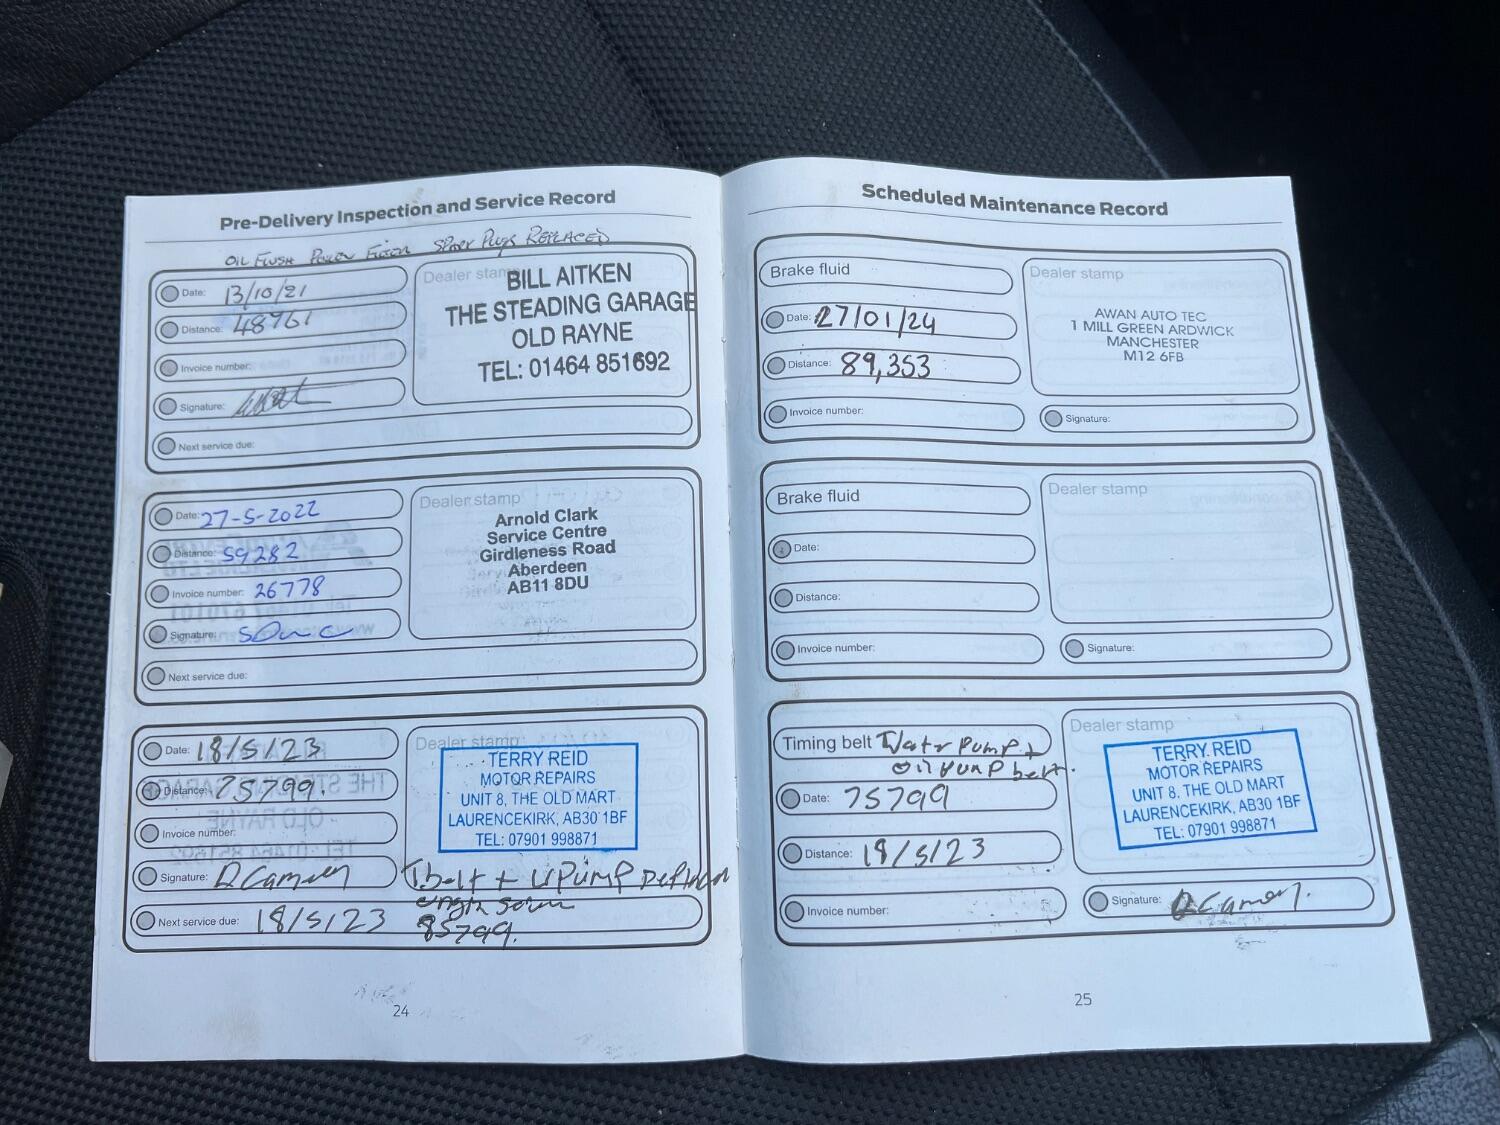 Pre-Delivery Inspection and Service Record
OIL FLUSH POLLEN FILTER SPARK PLUGS REPLACED
Date: 13/10/21
Distance: 48961
Invoice number:
Signature:
Next service due:
Dealer stamp
BILL AITKEN
THE STEADING GARAGE
OLD RAYNE
TEL: 01464 851692
Date: 27-5-2022
Distance: 59282
Invoice number: 26778
Signature:
Next service due:
Dealer stamp
Arnold Clark
Service Centre
Girdleness Road
Aberdeen
AB11 8DU
Date: 18/5/23
Distance: 75799.
Invoice number:
Signature: D Cameron
Next service due: 18/5/23
Dealer stamp
TERRY REID
MOTOR REPAIRS
UNIT 8, THE OLD MART
LAURENCEKIRK, AB30 1BF
TEL: 07901 998871
T.belt + W PUMP
85799.
24
Scheduled Maintenance Record
Brake fluid
Date: 27/01/24
Distance: 89,353
Invoice number:
Dealer stamp
AWAN AUTO TEC
1 MILL GREEN ARDWICK
MANCHESTER
M12 6FB
Signature:
Brake fluid
Date:
Distance:
Invoice number:
Dealer stamp
Signature:
Timing belt Water Pump +
oil pump belt.
Date: 75799
Distance: 18/5/23
Invoice number:
Dealer stamp
TERRY REID
MOTOR REPAIRS
UNIT 8, THE OLD MART
LAURENCEKIRK, AB30 1BF
TEL: 07901 998871
Signature: D Cameron.
25